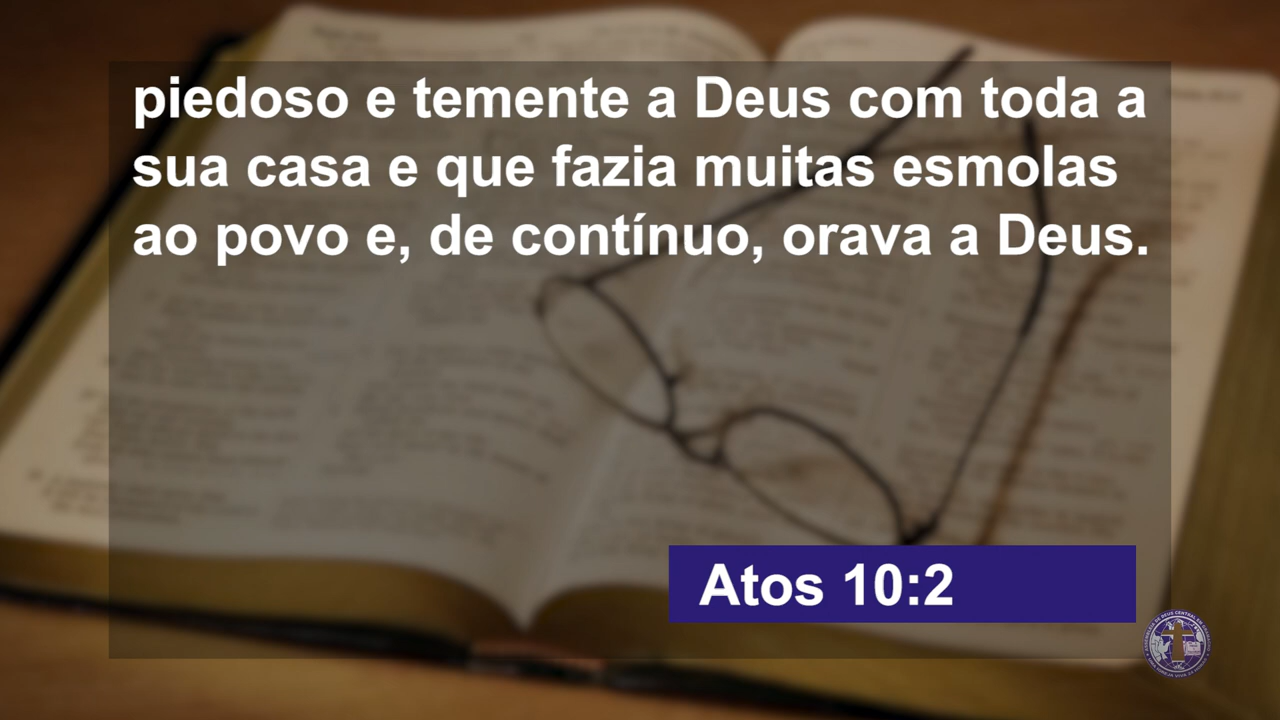 piedoso e temente a Deus com toda a
sua casa e que fazia muitas esmolas
ao povo e, de contínuo, orava a Deus.
Atos 10:2